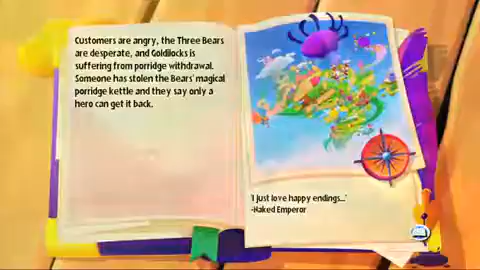 Customers are angry, the Three Bears
are desperate, and Goldilocks is
suffering from porridge withdrawal.
Someone has stolen the Bears' magical
porridge kettle and they say only a
hero can get it back.
'I just love happy endings...'
-Naked Emperor